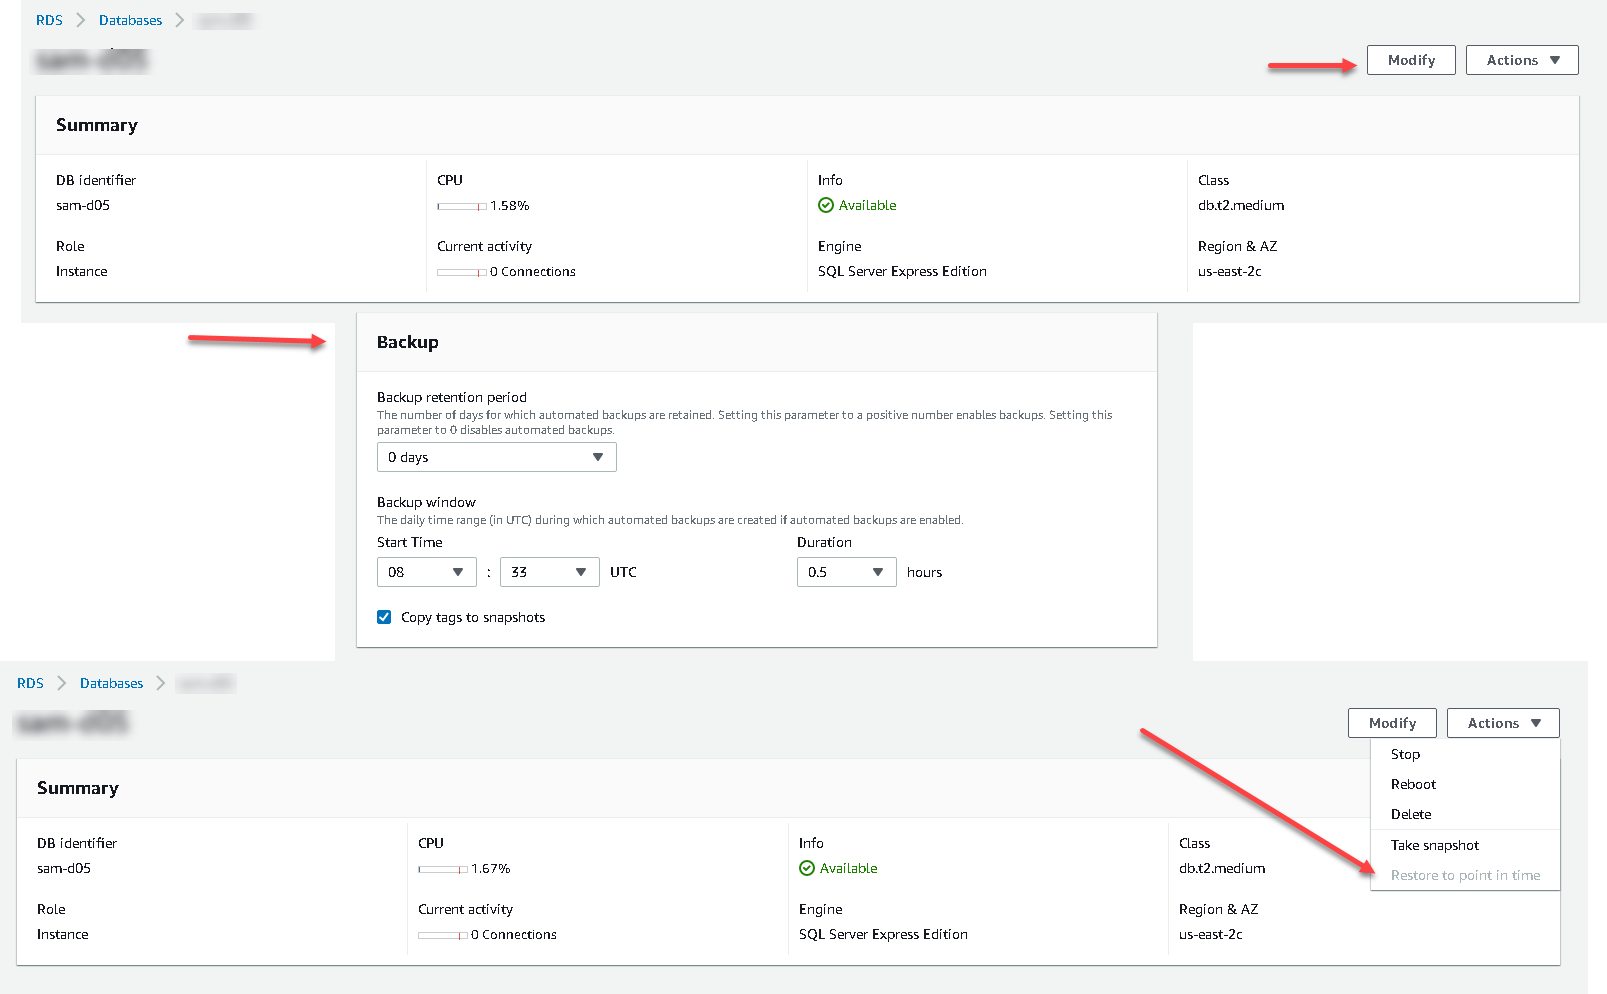 RDS > Databases >
Modify
Actions
Summary
DB identifier
CPU
Info
Class
sam-d05
1.58%
Available
db.t2.medium
Role
Current activity
Engine
Region & AZ
Instance
0 Connections
SQL Server Express Edition
us-east-2c
Backup
Backup retention period
The number of days for which automated backups are retained. Setting this parameter to a positive number enables backups. Setting this
parameter to 0 disables automated backups.
0 days
Backup window
The daily time range (in UTC) during which automated backups are created if automated backups are enabled.
Start Time
Duration
08 : 33 UTC
0.5 hours
Copy tags to snapshots
RDS > Databases >
sam-d05
Modify
Actions
Stop
Reboot
Delete
Take snapshot
Restore to point in time
Summary
DB identifier
CPU
Info
Class
sam-d05
1.67%
Available
db.t2.medium
Role
Current activity
Engine
Region & AZ
Instance
0 Connections
SQL Server Express Edition
us-east-2c